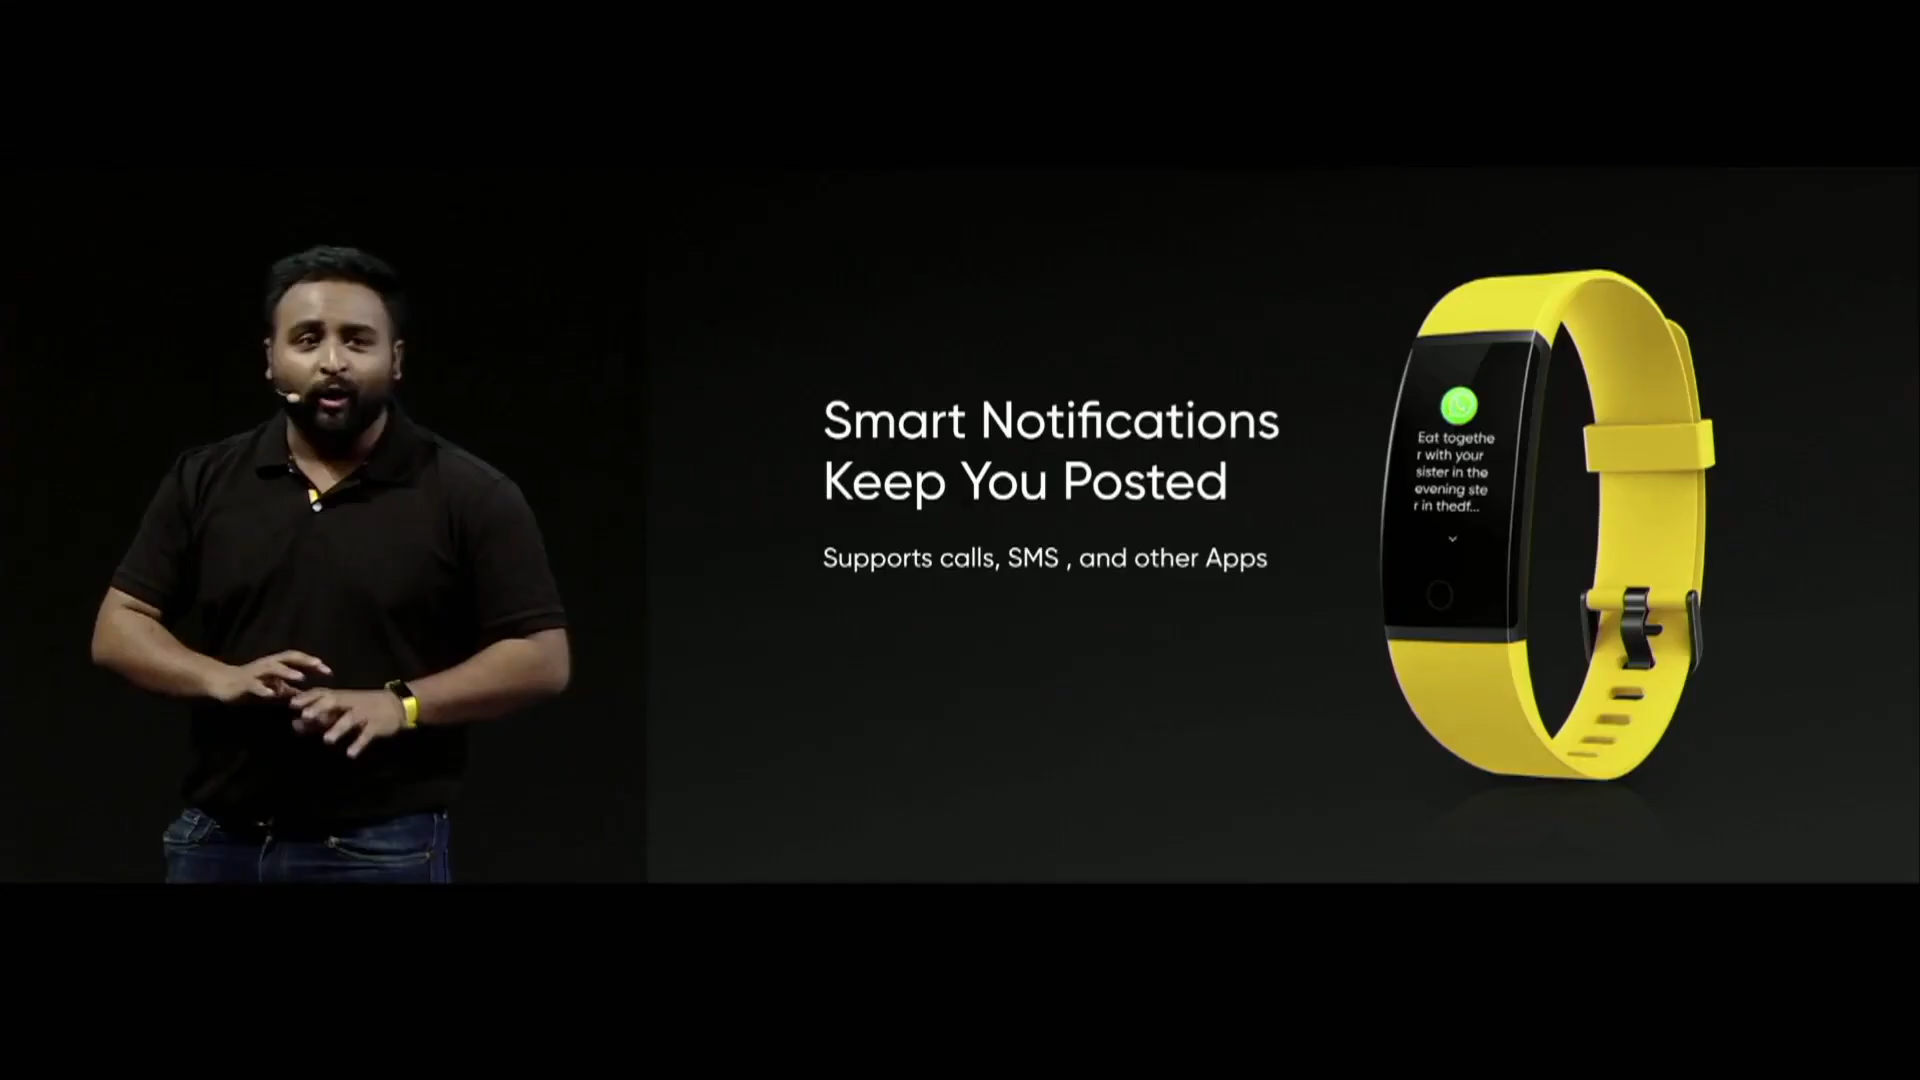 Smart Notifications
Keep You Posted
Supports calls, SMS , and other Apps
Eat togethe
r with your
sister in the
evening ste
r in thedf...